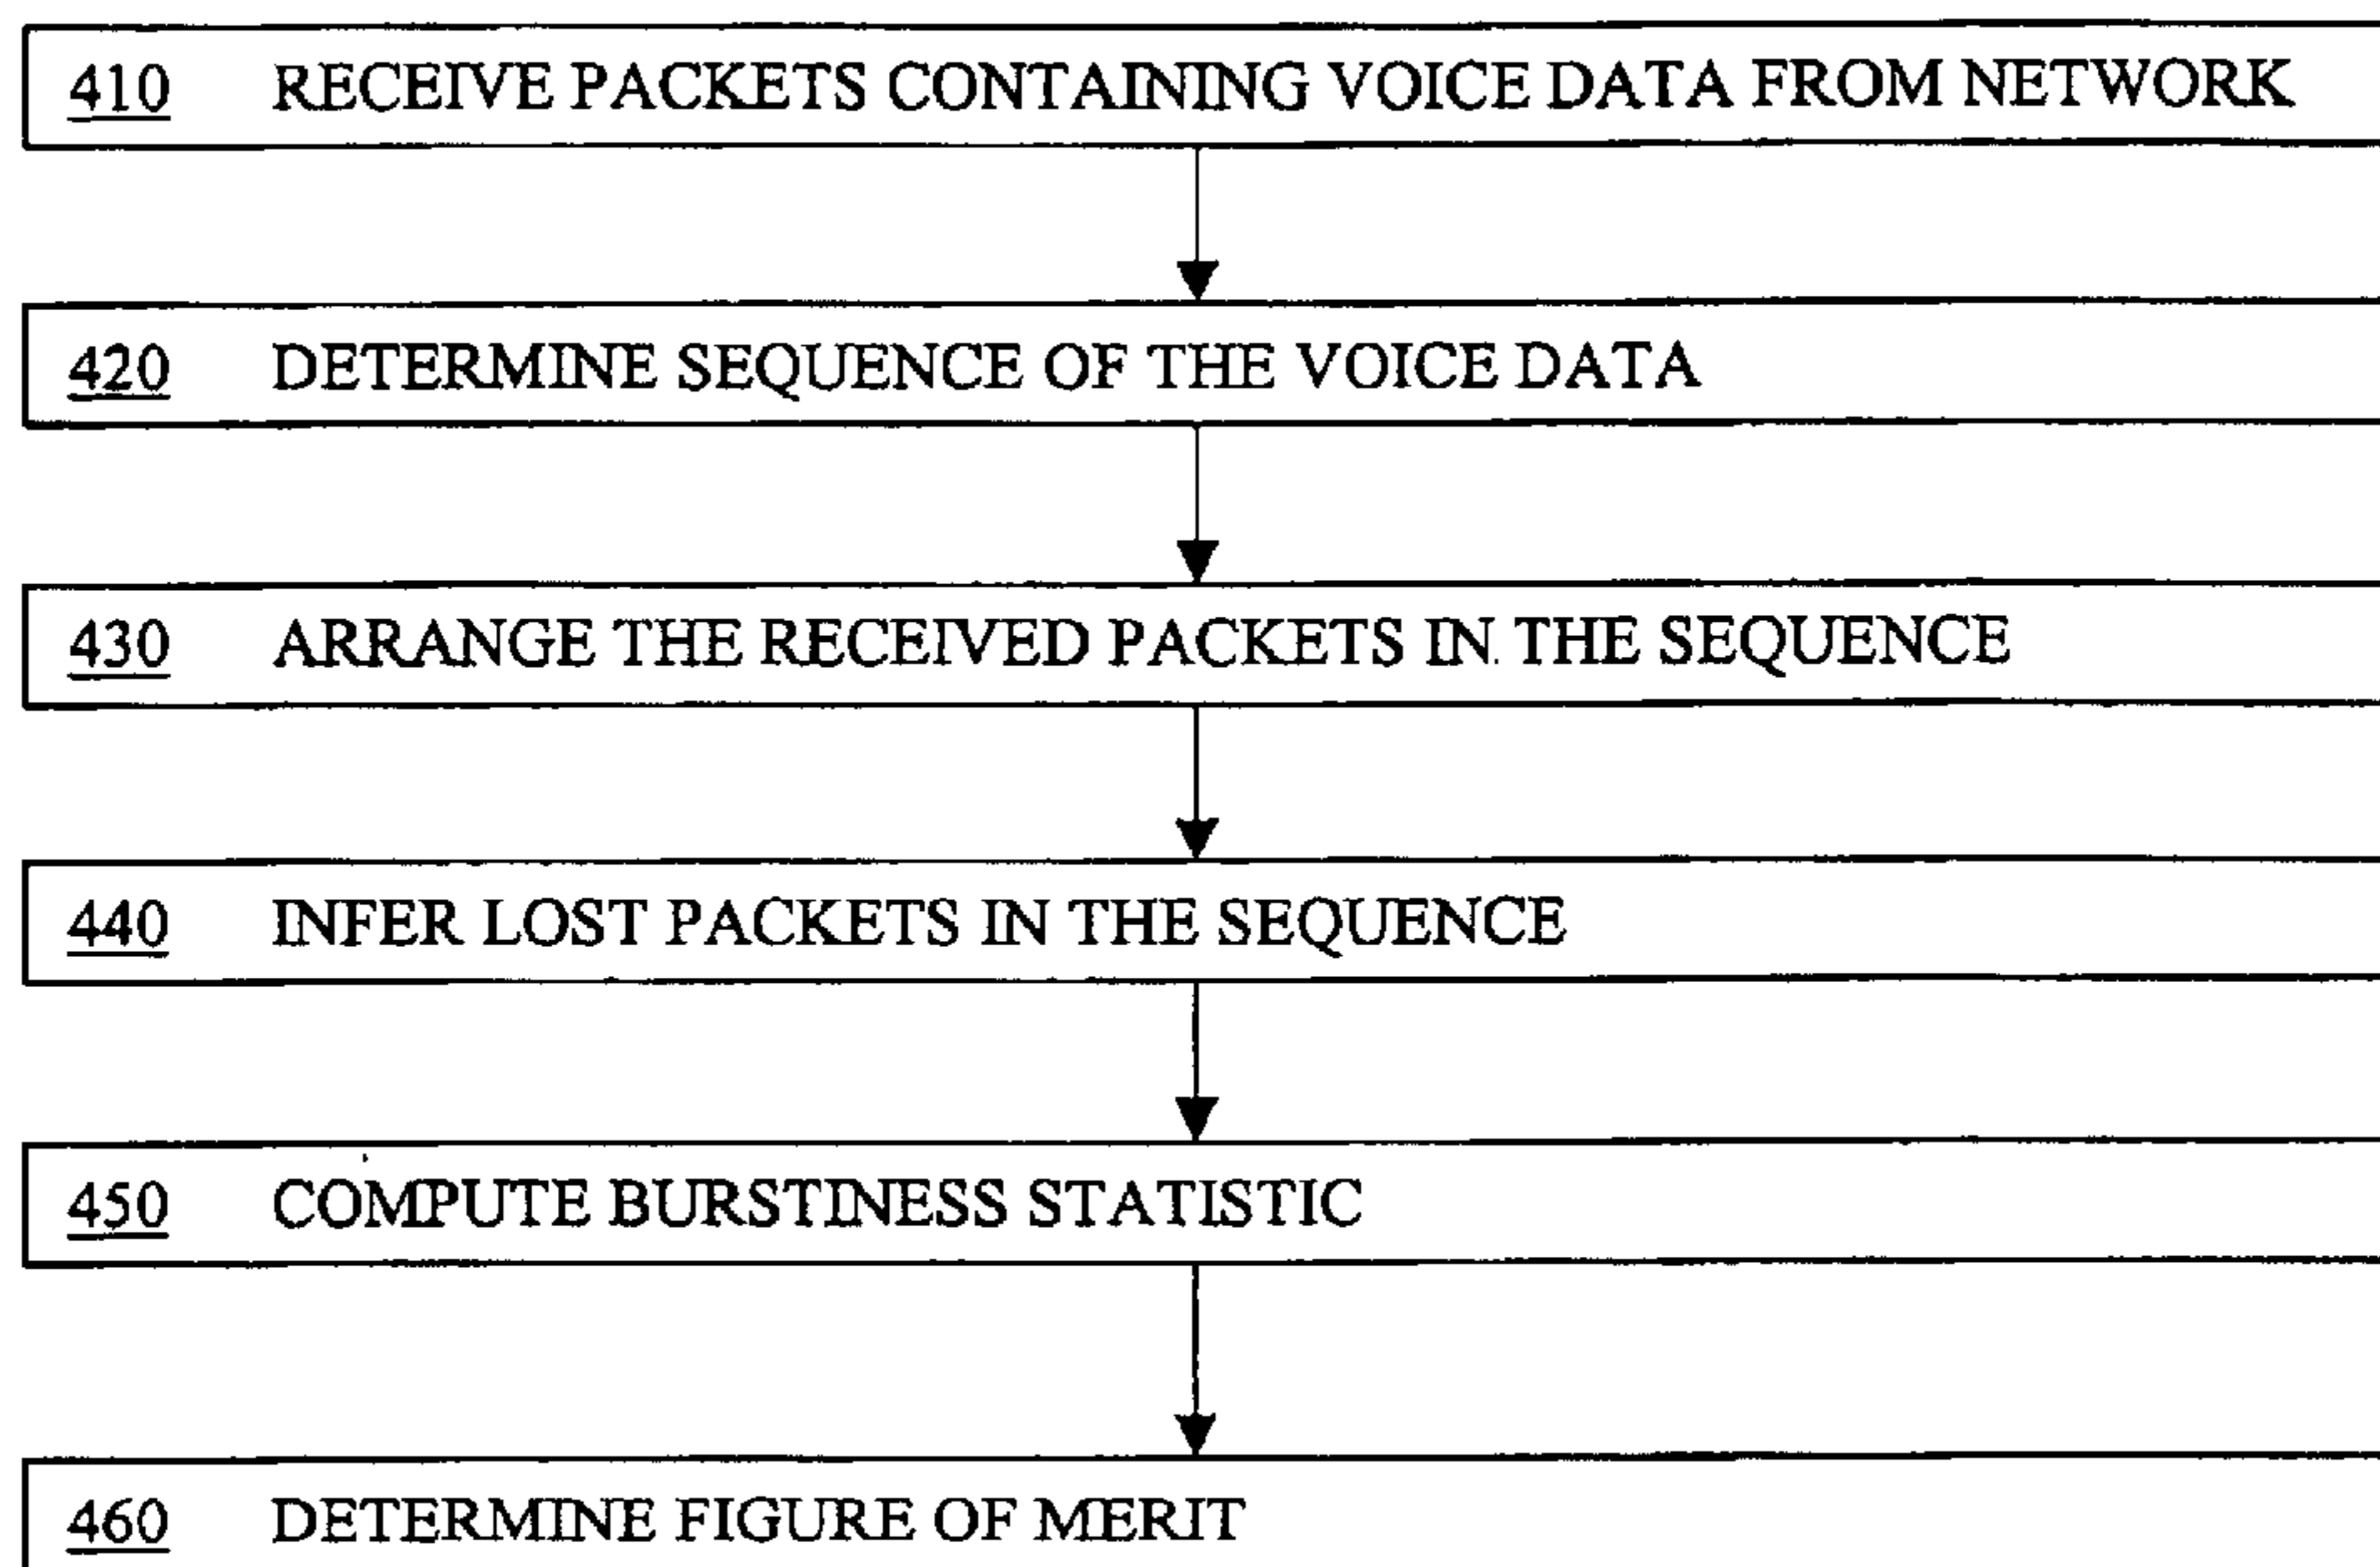 410 RECEIVE PACKETS CONTAINING VOICE DATA FROM NETWORK
420 DETERMINE SEQUENCE OF THE VOICE DATA
430 ARRANGE THE RECEIVED PACKETS IN THE SEQUENCE
440 INFER LOST PACKETS IN THE SEQUENCE
450 COMPUTE BURSTINESS STATISTIC
460 DETERMINE FIGURE OF MERIT